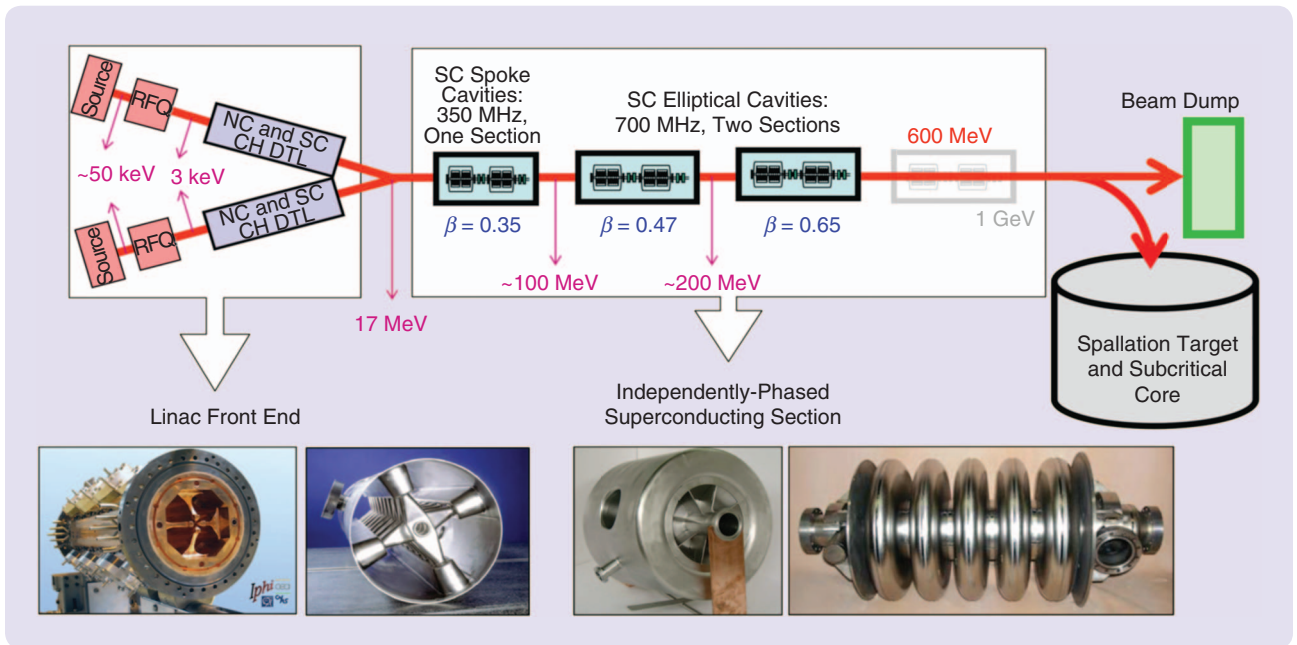 Source
RFQ
NC and SC
CH DTL
~50 keV
3 keV
Source
RFQ
NC and SC
CH DTL
17 MeV
SC Spoke
Cavities:
350 MHz,
One Section
SC Elliptical Cavities:
700 MHz, Two Sections
600 MeV
β = 0.35
β = 0.47
β = 0.65
1 GeV
~100 MeV
~200 MeV
Beam Dump
Spallation Target
and Subcritical
Core
Linac Front End
Independently-Phased
Superconducting Section
Iphi